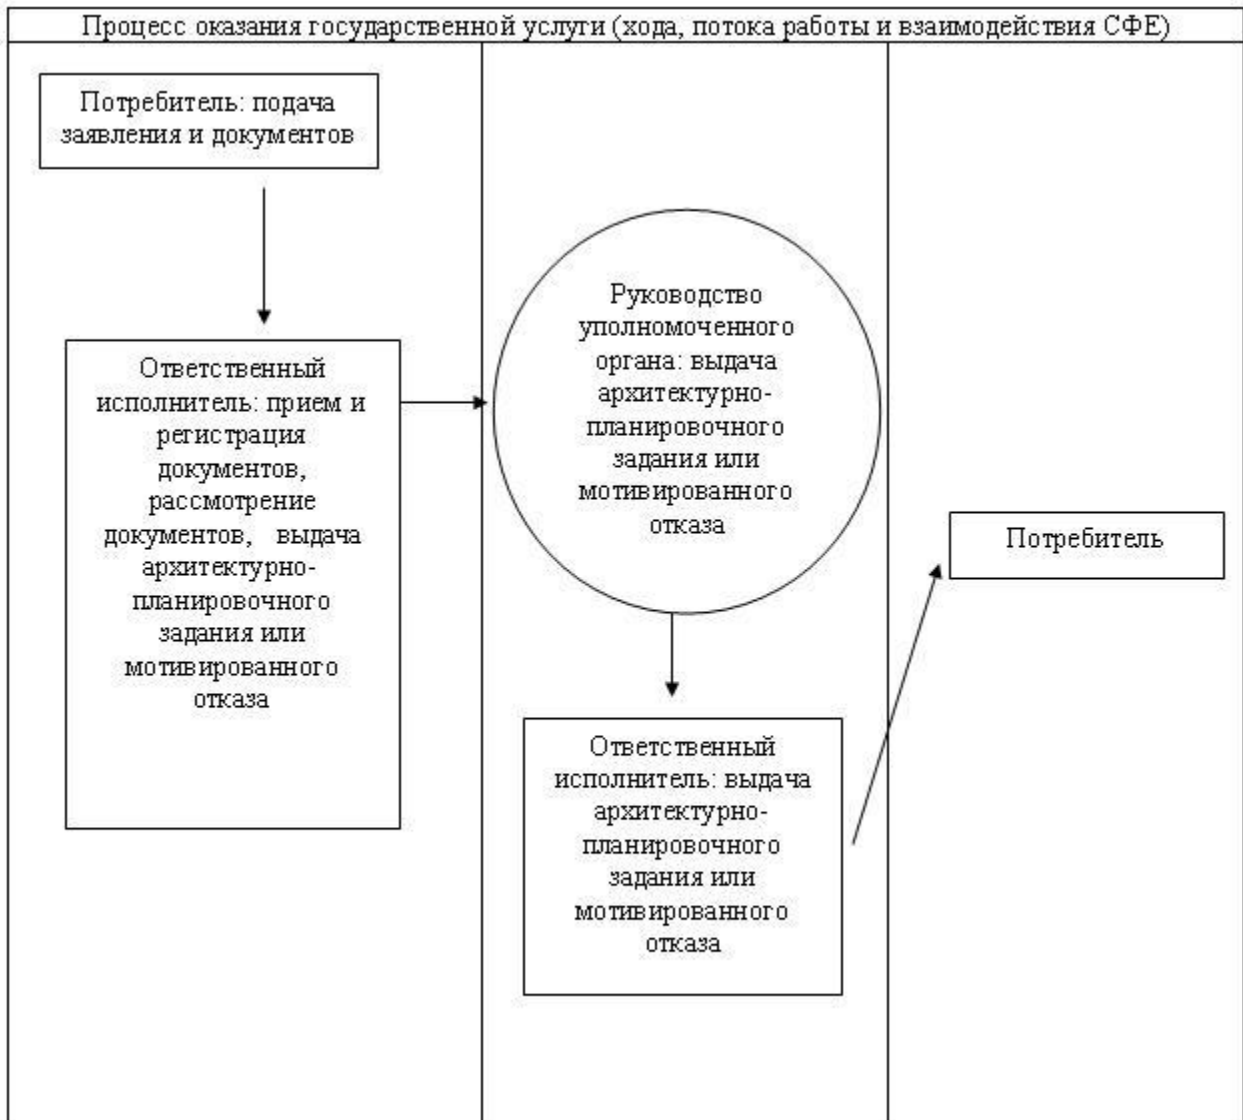 Процесс оказания государственной услуги (хода, потока работы и взаимодействия СФЕ)
Потребитель: подача
заявления и документов
Ответственный
исполнитель: прием и
регистрация
документов,
рассмотрение
документов, выдача
архитектурно-
планировочного
задания или
мотивированного
отказа
Руководство
уполномоченного
органа: выдача
архитектурно-
планировочного
задания или
мотивированного
отказа
Ответственный
исполнитель: выдача
архитектурно-
планировочного
задания или
мотивированного
отказа
Потребитель